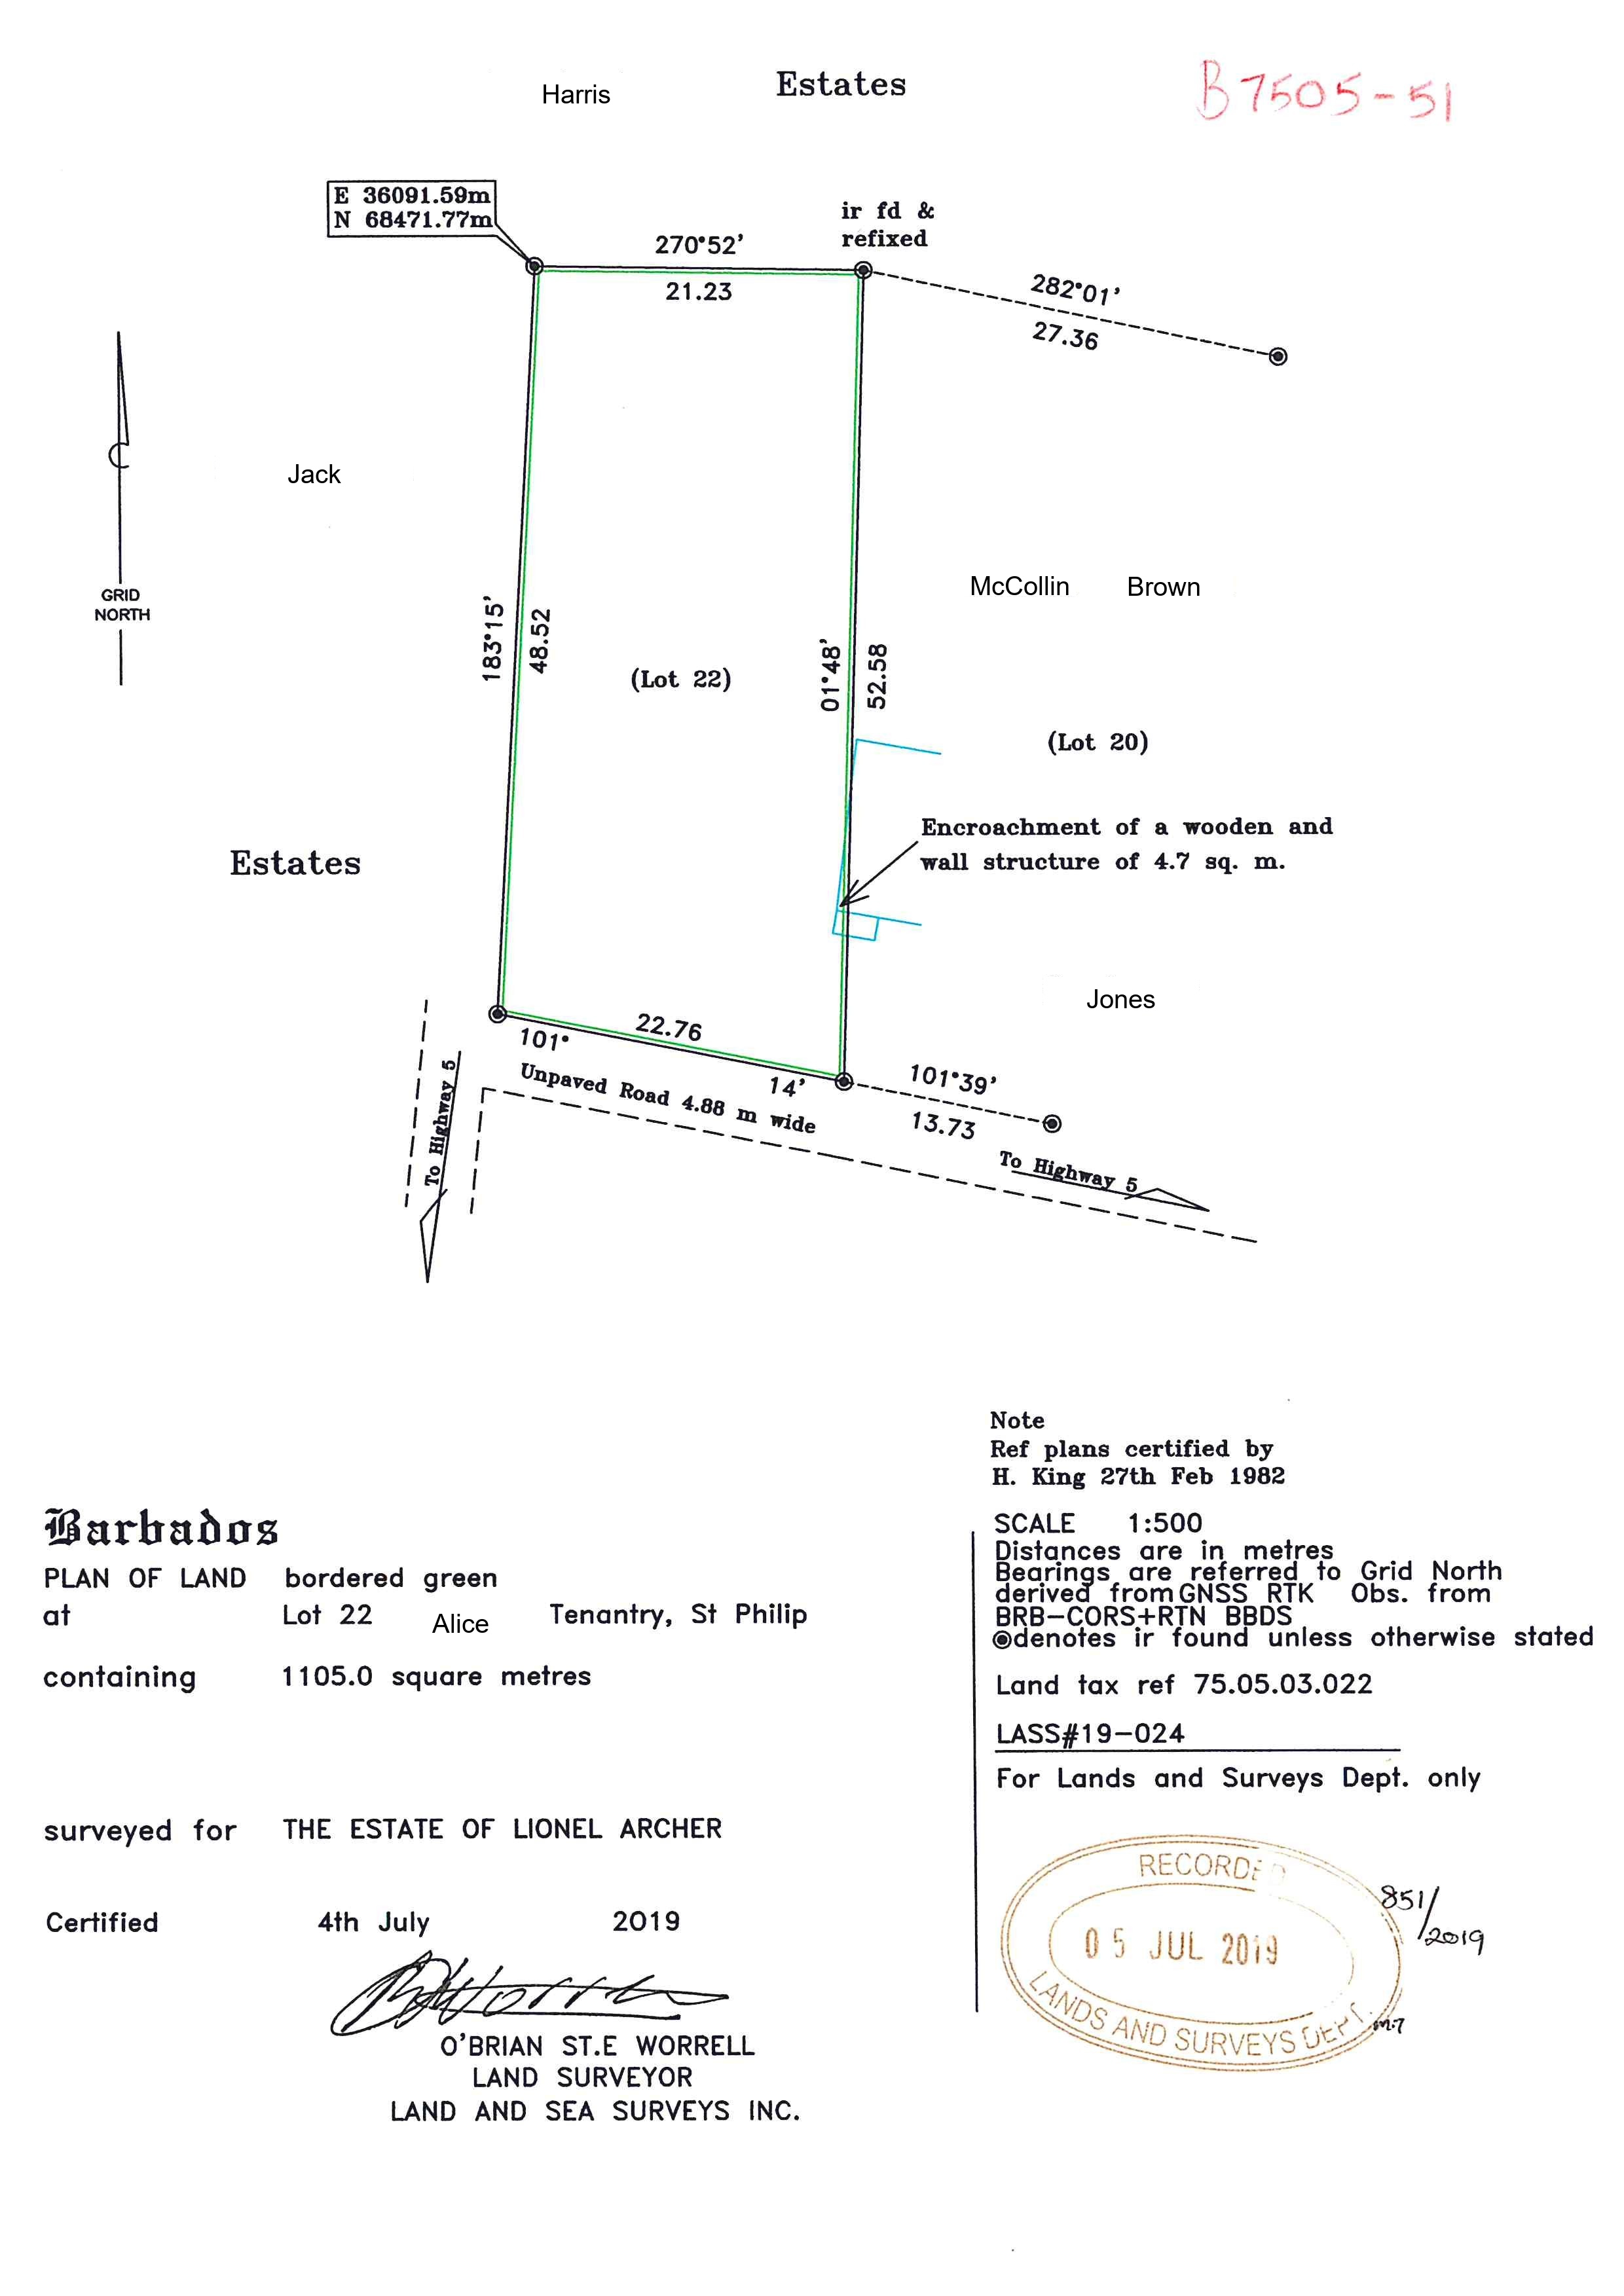 Harris Estates
B7505-51
E 36091.59m
N 68471.77m
ir fd &
refixed
270°52'
21.23
282°01'
27.36
Jack
GRID
NORTH
McCollin Brown
183°15'
48.52
01°48'
52.58
(Lot 22)
(Lot 20)
Encroachment of a wooden and
wall structure of 4.7 sq. m.
Estates
Jones
22.76
101°
14'
Unpaved Road 4.88 m wide
101°39'
13.73
To Highway 5
To Highway 5
Note
Ref plans certified by
H. King 27th Feb 1982
Barbados
PLAN OF LAND bordered green
at Lot 22 Alice Tenantry, St Philip
containing 1105.0 square metres
surveyed for THE ESTATE OF LIONEL ARCHER
Certified 4th July 2019
O'BRIAN ST.E WORRELL
LAND SURVEYOR
LAND AND SEA SURVEYS INC.
SCALE 1:500
Distances are in metres
Bearings are referred to Grid North
derived from GNSS RTK Obs. from
BRB-CORS+RTN BBDS
denotes ir found unless otherwise stated
Land tax ref 75.05.03.022
LASS#19-024
For Lands and Surveys Dept. only
RECORDED
05 JUL 2019
LANDS AND SURVEYS DEPT.
851/2019